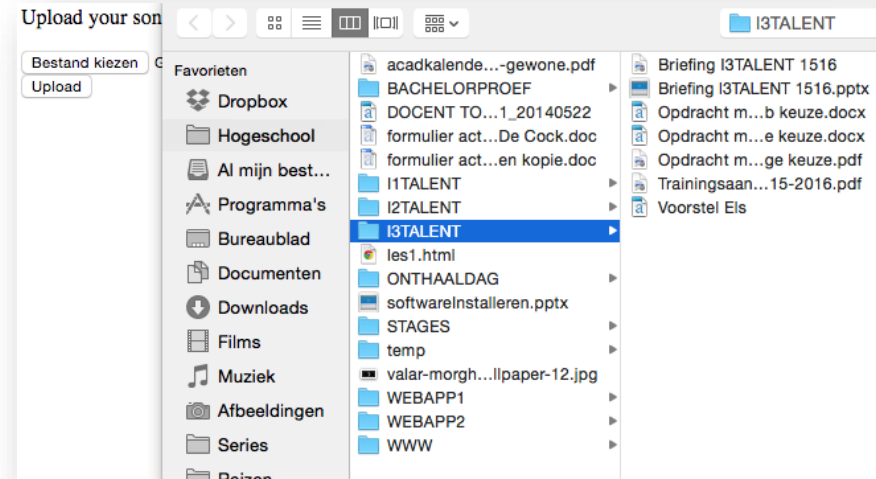 Upload your son
Bestand kiezen G
Upload
I3TALENT
Favorieten
Dropbox
Hogeschool
Al mijn best...
Programma's
Bureaublad
Documenten
Downloads
Films
Muziek
Afbeeldingen
Series
Reizen
acadkalende...-gewone.pdf
BACHELORPROEF
DOCENT TO...1_20140522
formulier act...De Cock.doc
formulier act...en kopie.doc
I1TALENT
I2TALENT
I3TALENT
les1.html
ONTHAALDAG
softwareInstalleren.pptx
STAGES
temp
valar-morgh...llpaper-12.jpg
WEBAPP1
WEBAPP2
WWW
Briefing I3TALENT 1516
Briefing I3TALENT 1516.pptx
Opdracht m...b keuze.docx
Opdracht m...e keuze.docx
Opdracht m...ge keuze.pdf
Trainingsaan...15-2016.pdf
Voorstel Els